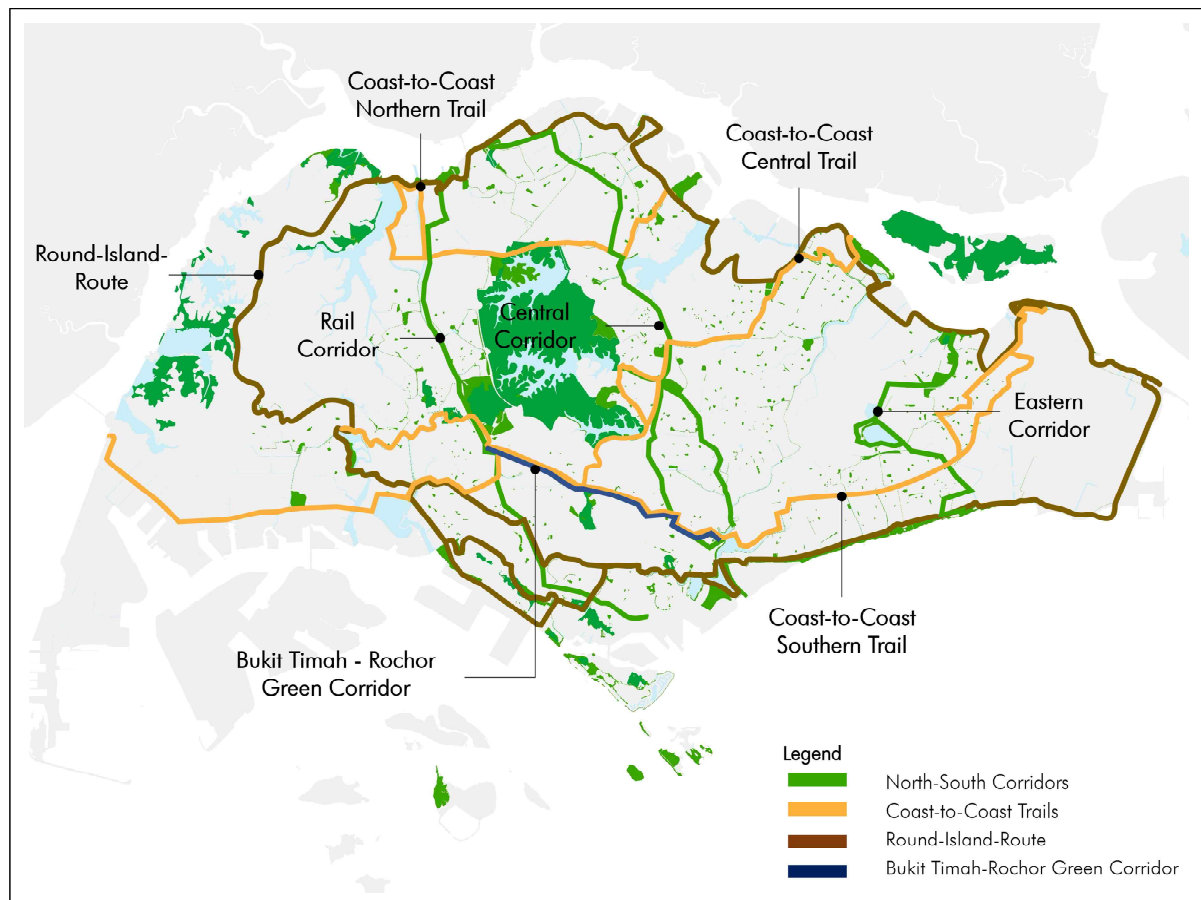 Coast-to-Coast
Northern Trail
Coast-to-Coast
Central Trail
Round-Island-
Route
Rail
Corridor
Central
Corridor
Eastern
Corridor
Coast-to-Coast
Southern Trail
Bukit Timah - Rochor
Green Corridor
Legend
North-South Corridors
Coast-to-Coast Trails
Round-Island-Route
Bukit Timah-Rochor Green Corridor